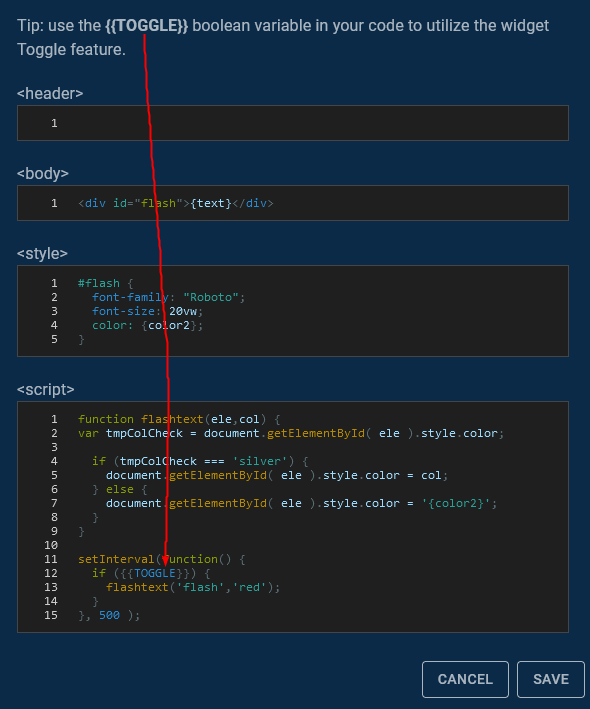 Tip: use the {{TOGGLE}} boolean variable in your code to utilize the widget
Toggle feature.
<header>
1
<body>
1 <div id="flash">{text}</div>
<style>
1 #flash {
2 font-family: "Roboto";
3 font-size: 20vw;
4 color: {color2};
5 }
<script>
1 function flashtext(ele,col) {
2 var tmpColCheck = document.getElementById( ele ).style.color;
3
4 if (tmpColCheck === 'silver') {
5 document.getElementById( ele ).style.color = col;
6 } else {
7 document.getElementById( ele ).style.color = '{color2}';
8 }
9 }
10
11 setInterval(function() {
12 if ({{TOGGLE}}) {
13 flashtext('flash','red');
14 }
15 }, 500 );
CANCEL SAVE